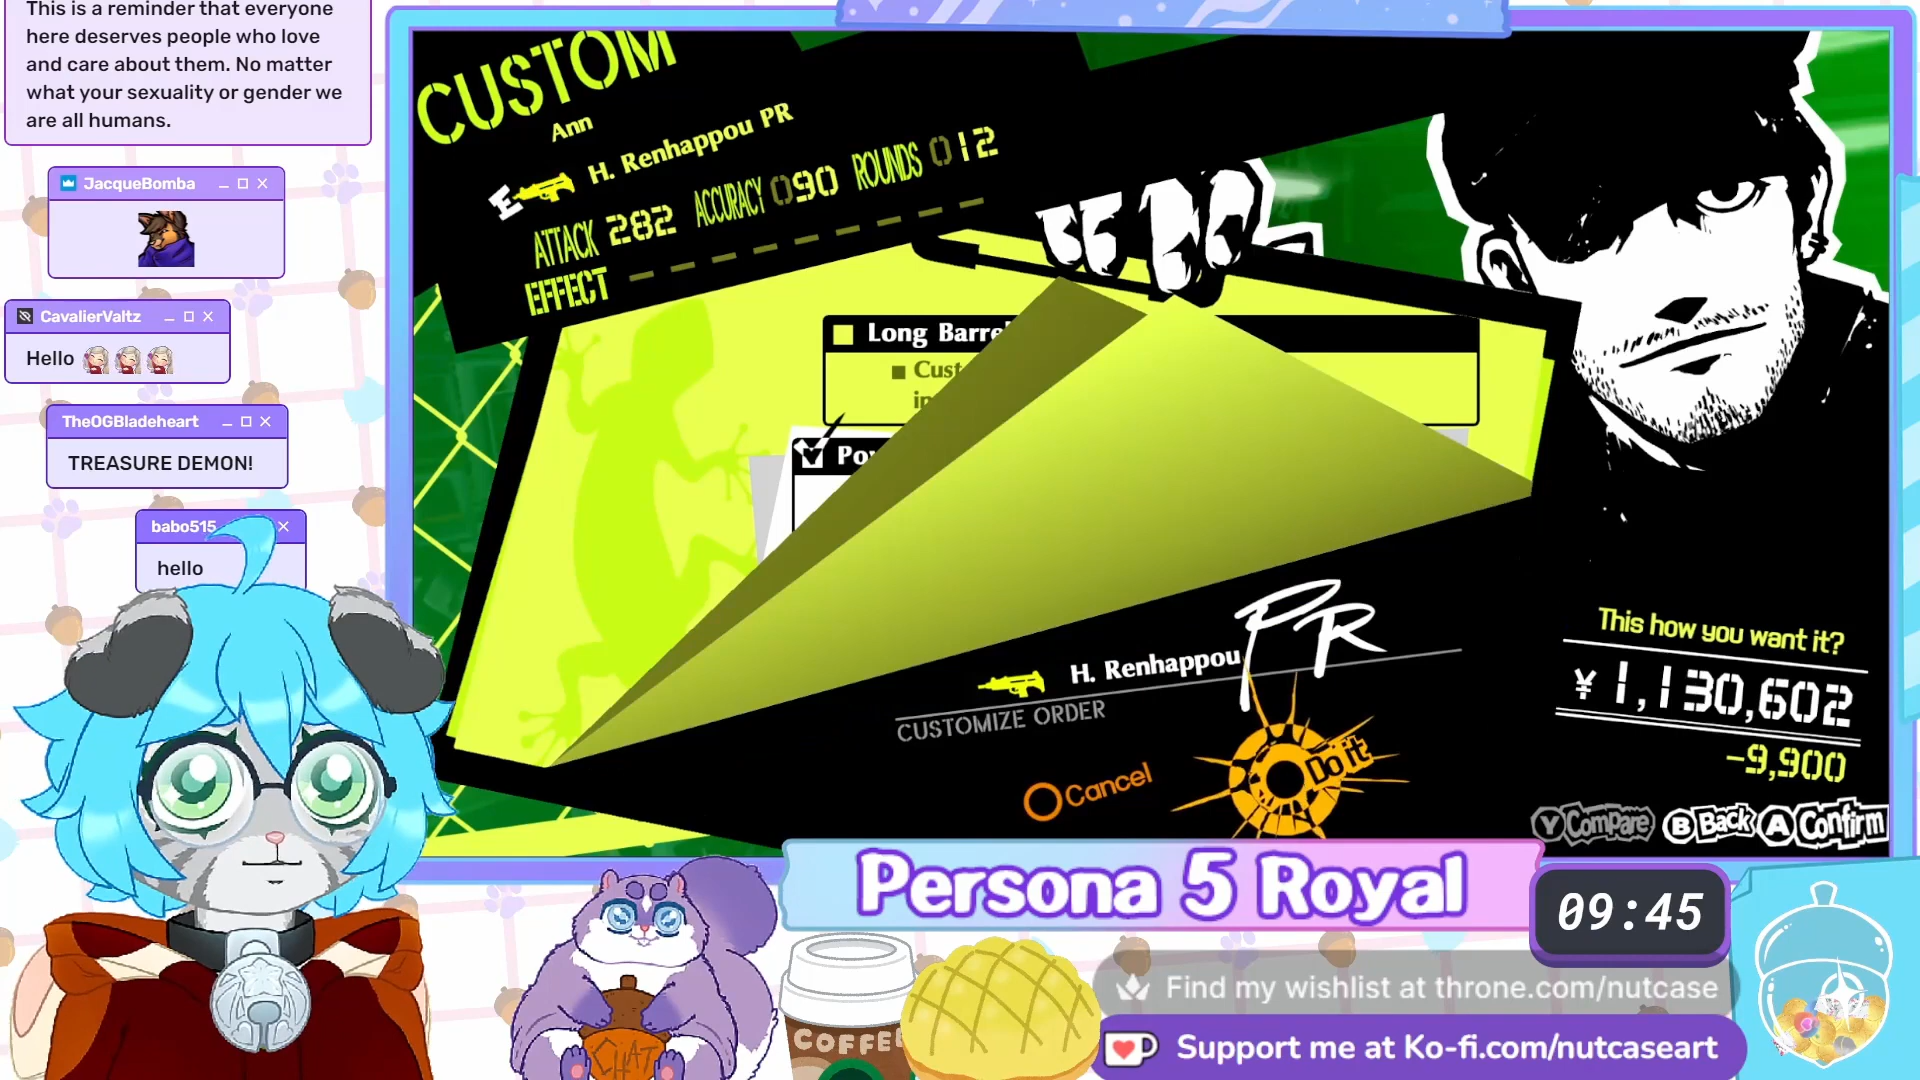 This is a reminder that everyone
here deserves people who love
and care about them. No matter
what your sexuality or gender we
are all humans.
JacqueBomba
CavalierValtz
Hello
TheOGBladeheart
TREASURE DEMON!
babo515
hello
CUSTOM
Ann
E H. Renhappou PR
ATTACK 282 ACCURACY 090 ROUNDS 012
EFFECT
Long Barre
Cust
in
Po
PR
H. Renhappou
CUSTOMIZE ORDER
Cancel
Do it
This how you want it?
¥ 1,130,602
-9,900
Y Compare B Back A Confirm
Persona 5 Royal
09:45
Find my wishlist at throne.com/nutcase
Support me at Ko-fi.com/nutcaseart
CHAT
COFFEE